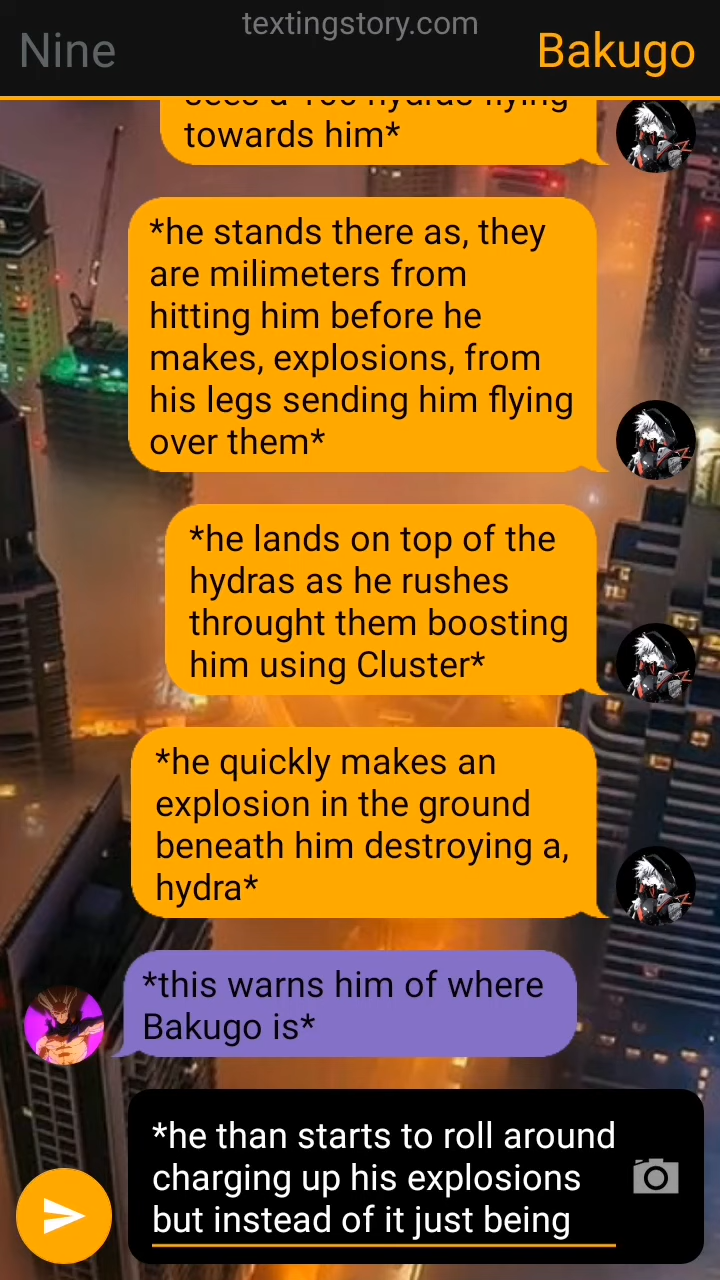 textingstory.com
Nine
Bakugo
sees a 100 hydras flying
towards him*
*he stands there as, they
are milimeters from
hitting him before he
makes, explosions, from
his legs sending him flying
over them*
*he lands on top of the
hydras as he rushes
throught them boosting
him using Cluster*
*he quickly makes an
explosion in the ground
beneath him destroying a,
hydra*
*this warns him of where
Bakugo is*
*he than starts to roll around
charging up his explosions
but instead of it just being